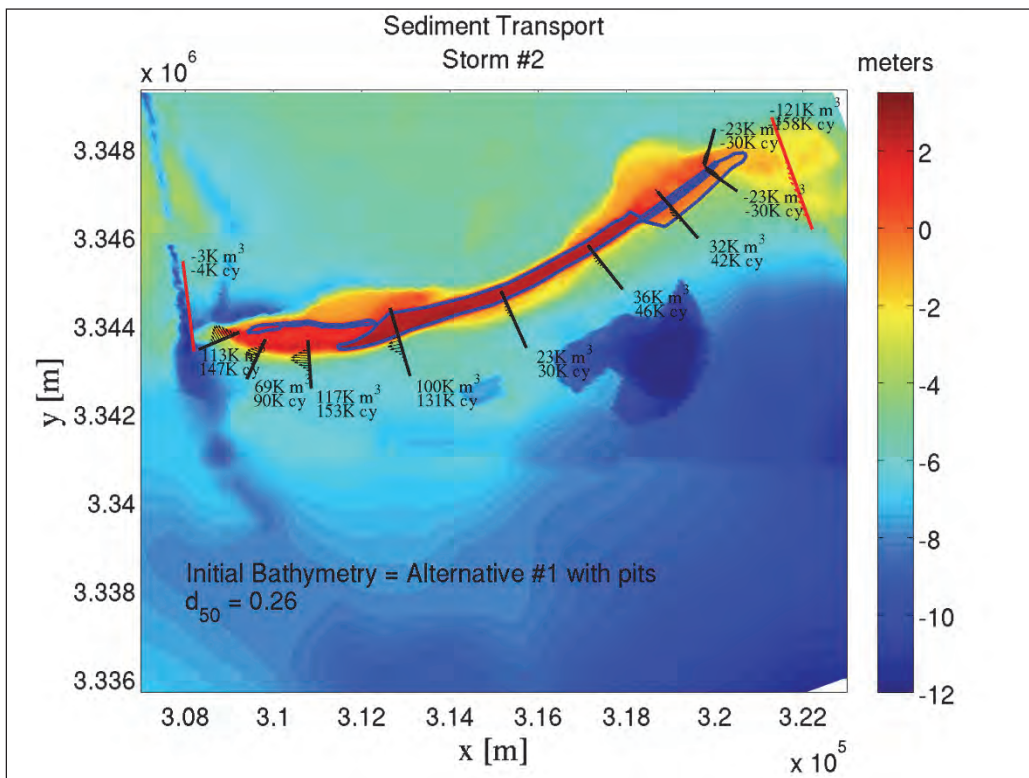 Sediment Transport
Storm #2
x 10^6
meters
3.348
3.346
3.344
3.342
3.34
3.338
3.336
y [m]
-121K m^3
-158K cy
-23K m^3
-30K cy
-23K m^3
-30K cy
32K m^3
42K cy
36K m^3
46K cy
23K m^3
30K cy
100K m^3
131K cy
117K m^3
153K cy
69K m^3
90K cy
113K m^3
147K cy
-3K m^3
-4K cy
Initial Bathymetry = Alternative #1 with pits
d_50 = 0.26
2
0
-2
-4
-6
-8
-10
-12
3.08 3.1 3.12 3.14 3.16 3.18 3.2 3.22
x [m]
x 10^5